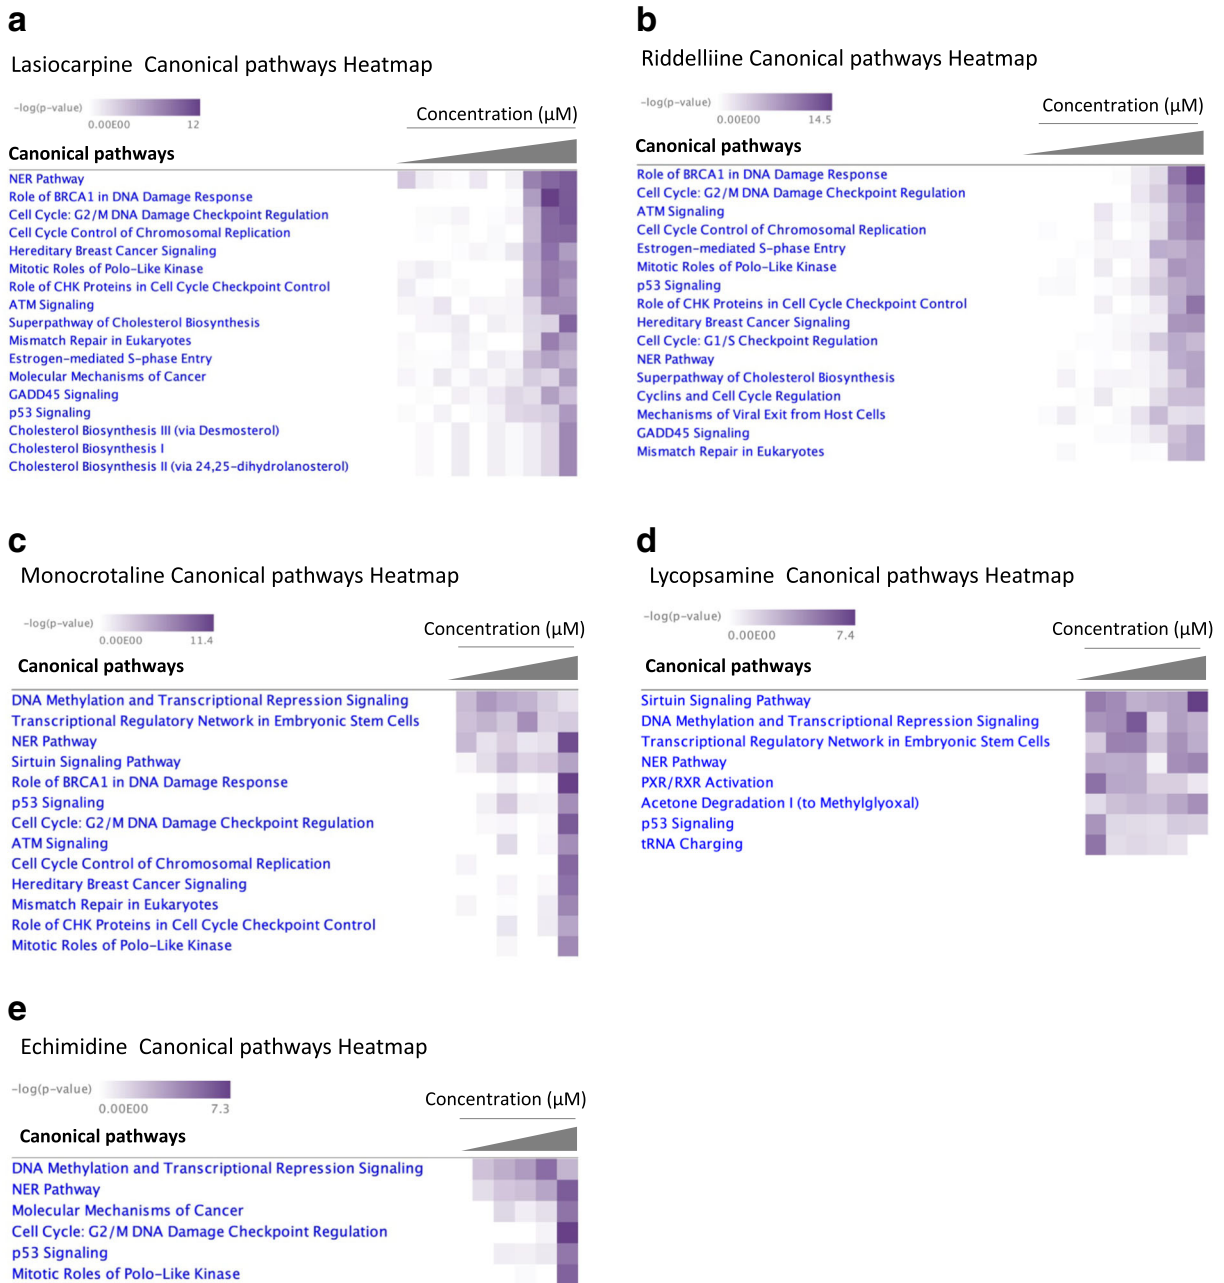 a
Lasiocarpine Canonical pathways Heatmap
-log(p-value)
0.00E00 12
Concentration (µM)
Canonical pathways
NER Pathway
Role of BRCA1 in DNA Damage Response
Cell Cycle: G2/M DNA Damage Checkpoint Regulation
Cell Cycle Control of Chromosomal Replication
Hereditary Breast Cancer Signaling
Mitotic Roles of Polo-Like Kinase
Role of CHK Proteins in Cell Cycle Checkpoint Control
ATM Signaling
Superpathway of Cholesterol Biosynthesis
Mismatch Repair in Eukaryotes
Estrogen-mediated S-phase Entry
Molecular Mechanisms of Cancer
GADD45 Signaling
p53 Signaling
Cholesterol Biosynthesis III (via Desmosterol)
Cholesterol Biosynthesis I
Cholesterol Biosynthesis II (via 24,25-dihydrolanosterol)
b
Riddelliine Canonical pathways Heatmap
-log(p-value)
0.00E00 14.5
Concentration (µM)
Canonical pathways
Role of BRCA1 in DNA Damage Response
Cell Cycle: G2/M DNA Damage Checkpoint Regulation
ATM Signaling
Cell Cycle Control of Chromosomal Replication
Estrogen-mediated S-phase Entry
Mitotic Roles of Polo-Like Kinase
p53 Signaling
Role of CHK Proteins in Cell Cycle Checkpoint Control
Hereditary Breast Cancer Signaling
Cell Cycle: G1/S Checkpoint Regulation
NER Pathway
Superpathway of Cholesterol Biosynthesis
Cyclins and Cell Cycle Regulation
Mechanisms of Viral Exit from Host Cells
GADD45 Signaling
Mismatch Repair in Eukaryotes
c
Monocrotaline Canonical pathways Heatmap
-log(p-value)
0.00E00 11.4
Concentration (µM)
Canonical pathways
DNA Methylation and Transcriptional Repression Signaling
Transcriptional Regulatory Network in Embryonic Stem Cells
NER Pathway
Sirtuin Signaling Pathway
Role of BRCA1 in DNA Damage Response
p53 Signaling
Cell Cycle: G2/M DNA Damage Checkpoint Regulation
ATM Signaling
Cell Cycle Control of Chromosomal Replication
Hereditary Breast Cancer Signaling
Mismatch Repair in Eukaryotes
Role of CHK Proteins in Cell Cycle Checkpoint Control
Mitotic Roles of Polo-Like Kinase
d
Lycopsamine Canonical pathways Heatmap
-log(p-value)
0.00E00 7.4
Concentration (µM)
Canonical pathways
Sirtuin Signaling Pathway
DNA Methylation and Transcriptional Repression Signaling
Transcriptional Regulatory Network in Embryonic Stem Cells
NER Pathway
PXR/RXR Activation
Acetone Degradation I (to Methylglyoxal)
p53 Signaling
tRNA Charging
e
Echimidine Canonical pathways Heatmap
-log(p-value)
0.00E00 7.3
Concentration (µM)
Canonical pathways
DNA Methylation and Transcriptional Repression Signaling
NER Pathway
Molecular Mechanisms of Cancer
Cell Cycle: G2/M DNA Damage Checkpoint Regulation
p53 Signaling
Mitotic Roles of Polo-Like Kinase